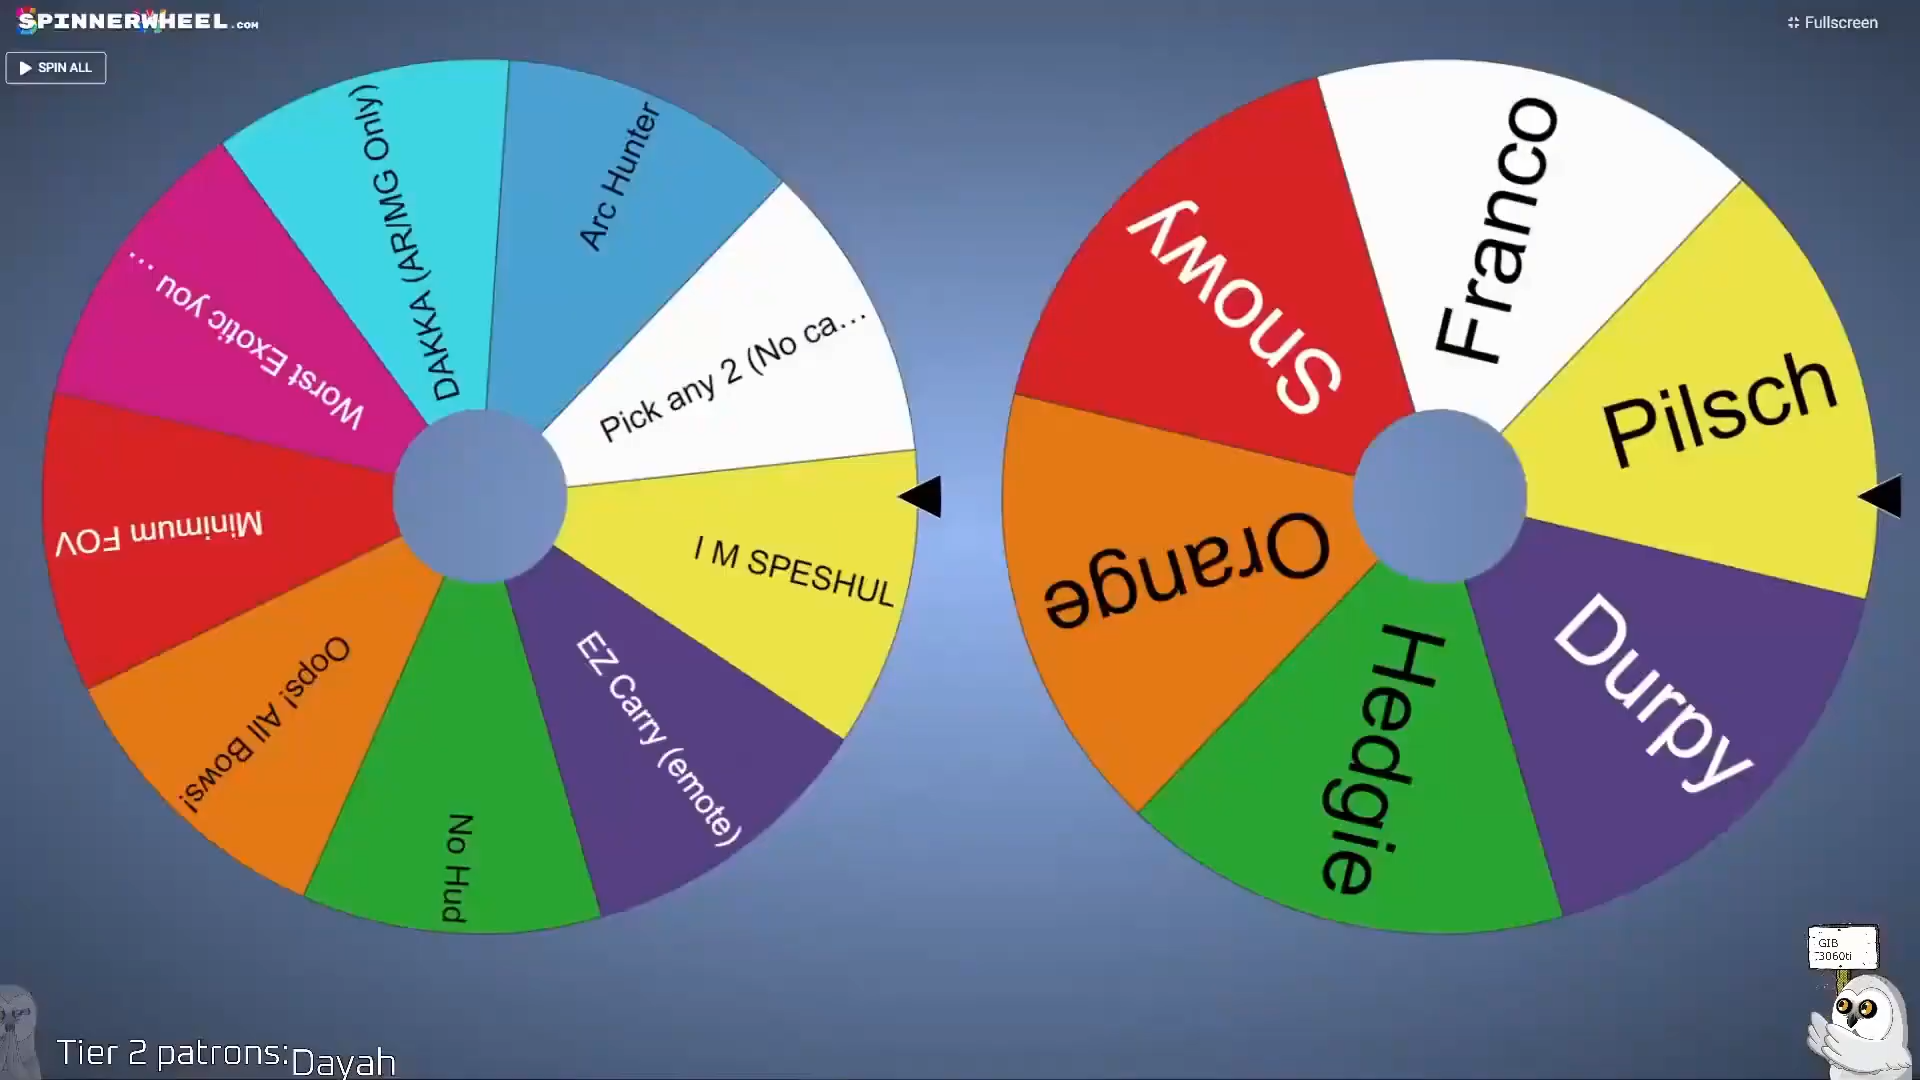 SPINNERWHEEL.COM
Fullscreen
SPIN ALL
DAKKA (AR/MG Only)
Arc Hunter
Pick any 2 (No ca...
I M SPESHUL
EZ Carry (emote)
No Hud
Oops! All Bows!
Minimum FOV
Worst Exotic you ...
Franco
Pilsch
Durpy
Hedgie
Orange
Snowy
GIB
3060ti
Tier 2 patrons:
Dayah